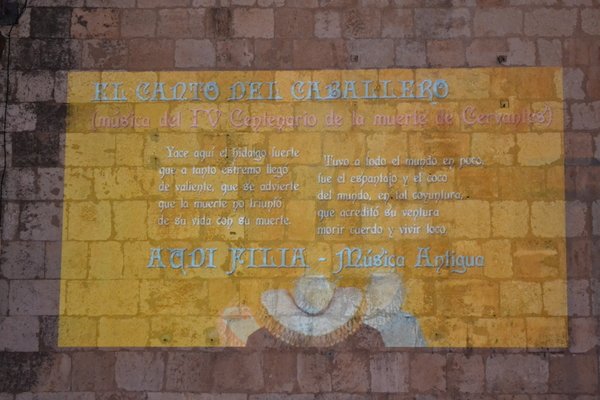 EL CANTO DEL CABALLERO
(música del IV Centenario de la muerte de Cervantes)
Yace aquí el hidalgo fuerte
que a tanto estremo llegó
de valiente, que se advierte
que la muerte no triunfó
de su vida con su muerte.
Tuvo a todo el mundo en poco,
fue el espantajo y el coco
del mundo, en tal coyuntura,
que acreditó su ventura
morir cuerdo y vivir loco.
AUDI FILIA - Música Antigua